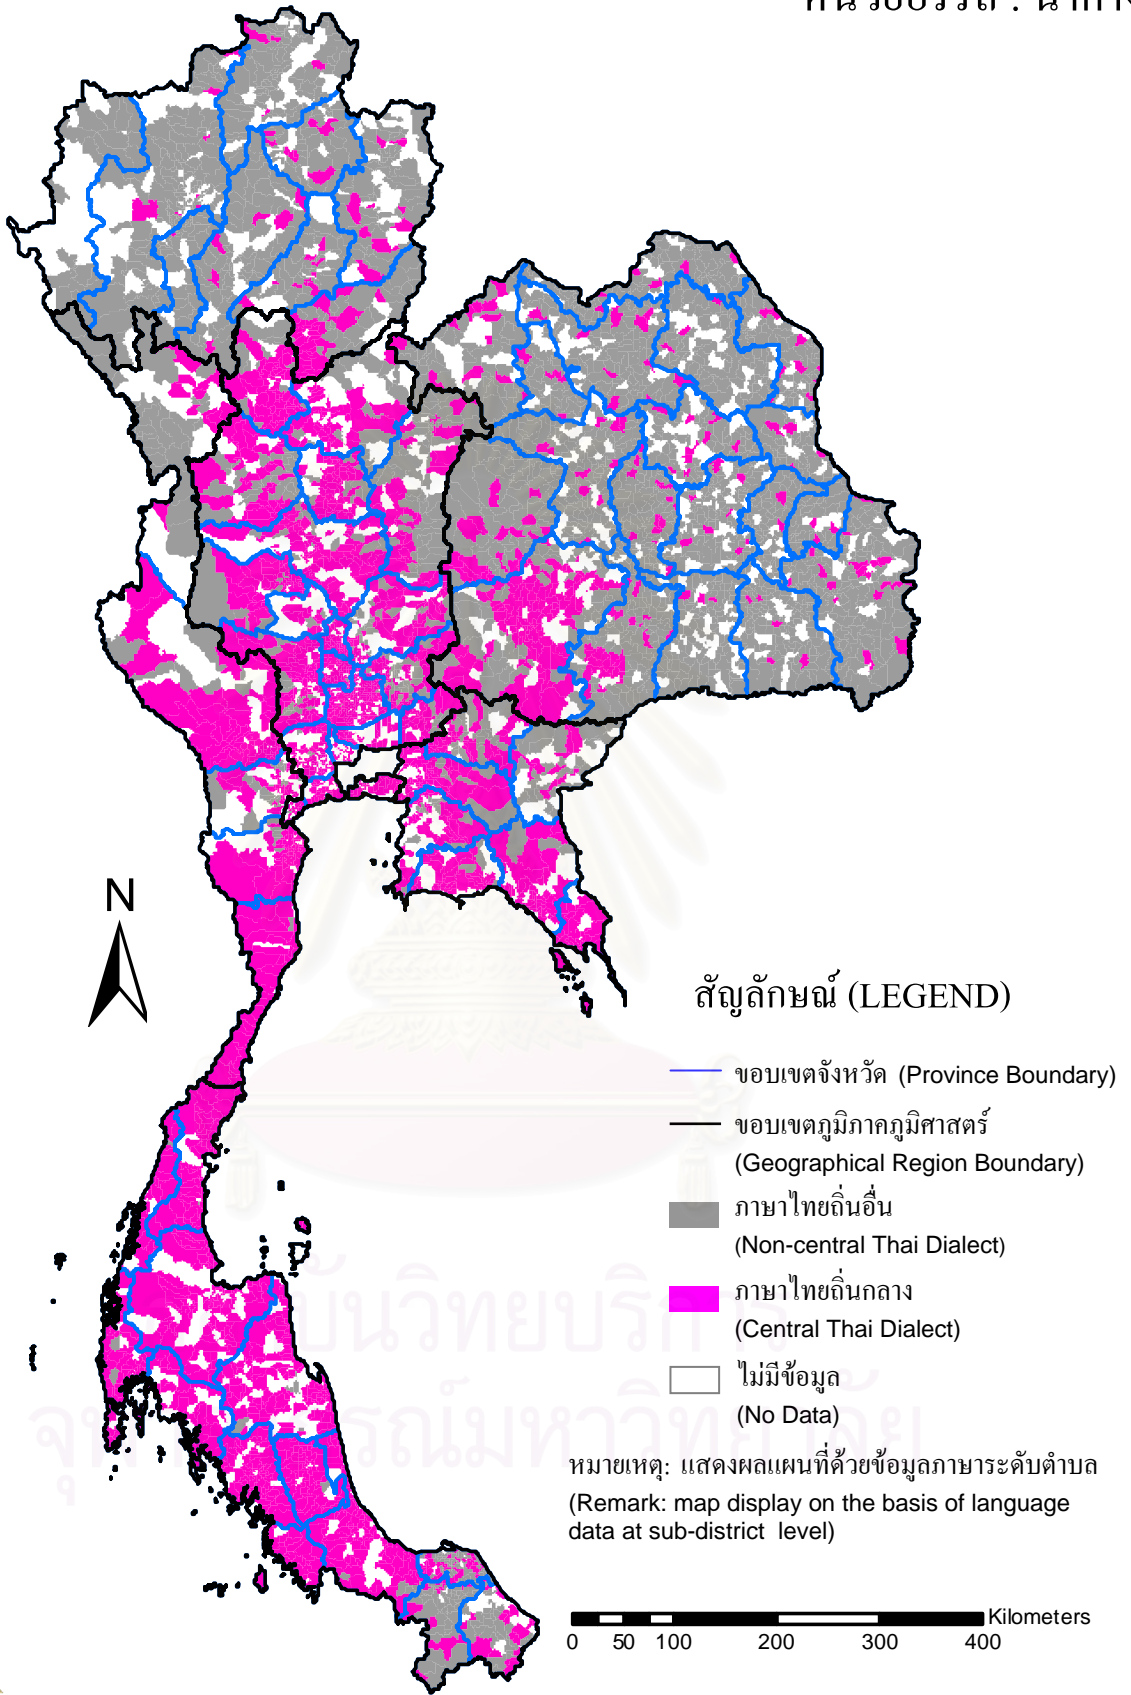 N
สัญลักษณ์ (LEGEND)
ขอบเขตจังหวัด (Province Boundary)
ขอบเขตภูมิภาคภูมิศาสตร์
(Geographical Region Boundary)
ภาษาไทยถิ่นอื่น
(Non-central Thai Dialect)
ภาษาไทยถิ่นกลาง
(Central Thai Dialect)
ไม่มีข้อมูล
(No Data)
หมายเหตุ: แสดงผลแผนที่ด้วยข้อมูลภาษาระดับตำบล
(Remark: map display on the basis of language
data at sub-district level)
Kilometers
0 50 100 200 300 400